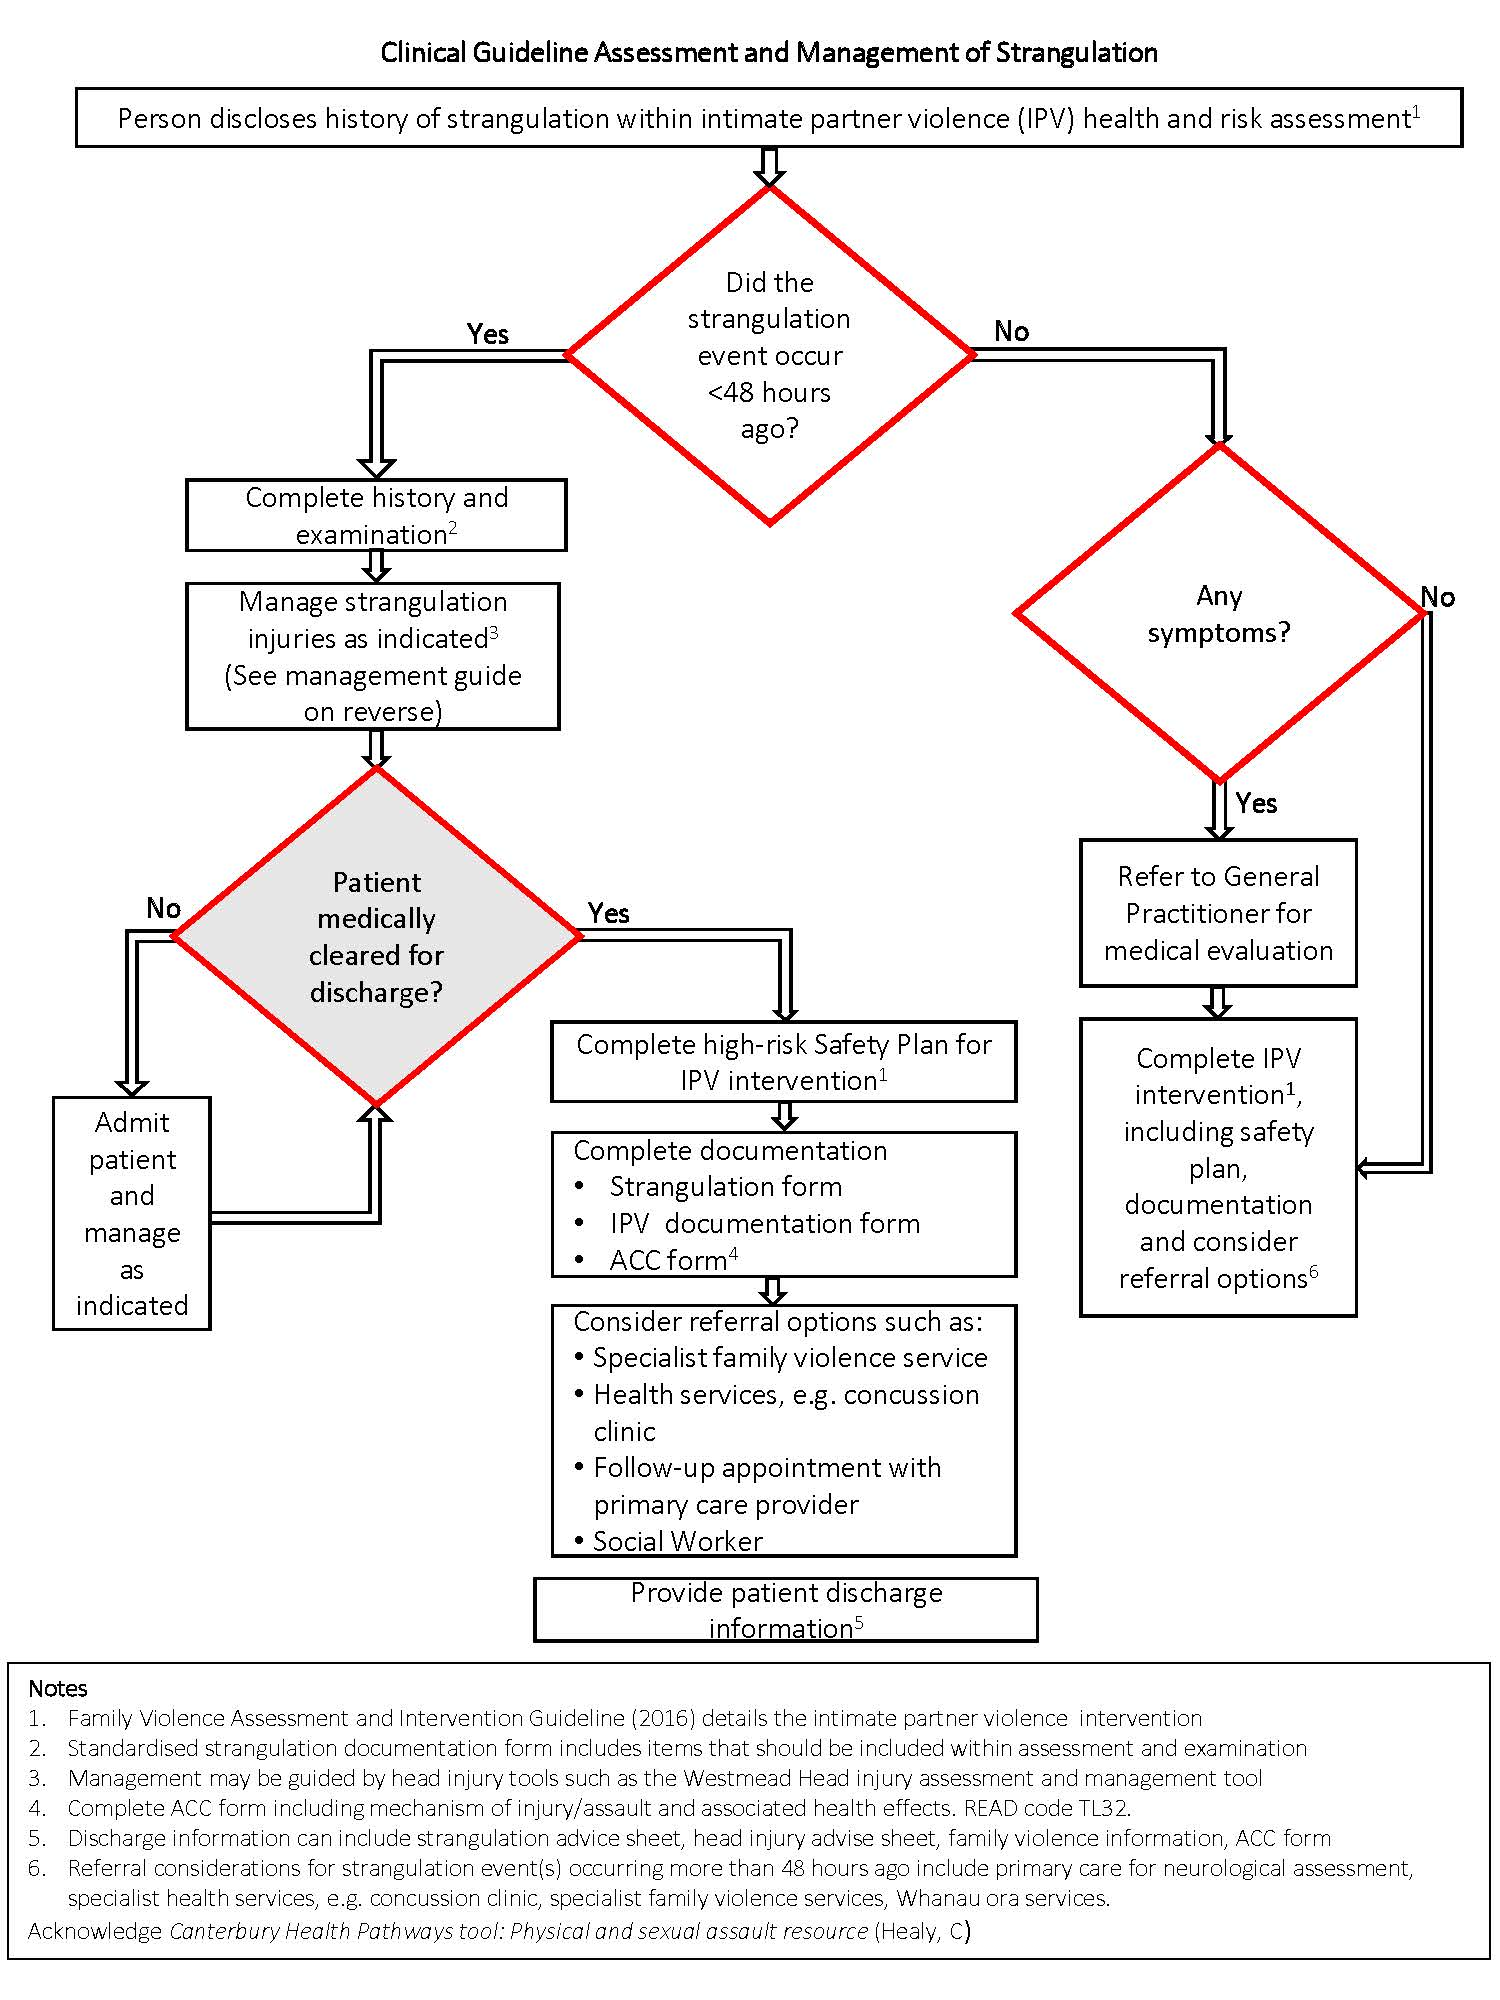 Clinical Guideline Assessment and Management of Strangulation
Person discloses history of strangulation within intimate partner violence (IPV) health and risk assessment1
Did the
strangulation
event occur
<48 hours
ago?
Yes
No
Complete history and
examination2
Manage strangulation
injuries as indicated3
(See management guide
on reverse)
Any
symptoms?
No
Yes
Patient
medically
cleared for
discharge?
No
Yes
Refer to General
Practitioner for
medical evaluation
Admit
patient
and
manage
as
indicated
Complete high-risk Safety Plan for
IPV intervention1
Complete documentation
• Strangulation form
• IPV documentation form
• ACC form4
Complete IPV
intervention1,
including safety
plan,
documentation
and consider
referral options6
Consider referral options such as:
• Specialist family violence service
• Health services, e.g. concussion
clinic
• Follow-up appointment with
primary care provider
• Social Worker
Provide patient discharge
information5
Notes
1. Family Violence Assessment and Intervention Guideline (2016) details the intimate partner violence intervention
2. Standardised strangulation documentation form includes items that should be included within assessment and examination
3. Management may be guided by head injury tools such as the Westmead Head injury assessment and management tool
4. Complete ACC form including mechanism of injury/assault and associated health effects. READ code TL32.
5. Discharge information can include strangulation advice sheet, head injury advise sheet, family violence information, ACC form
6. Referral considerations for strangulation event(s) occurring more than 48 hours ago include primary care for neurological assessment,
specialist health services, e.g. concussion clinic, specialist family violence services, Whanau ora services.
Acknowledge Canterbury Health Pathways tool: Physical and sexual assault resource (Healy, C)